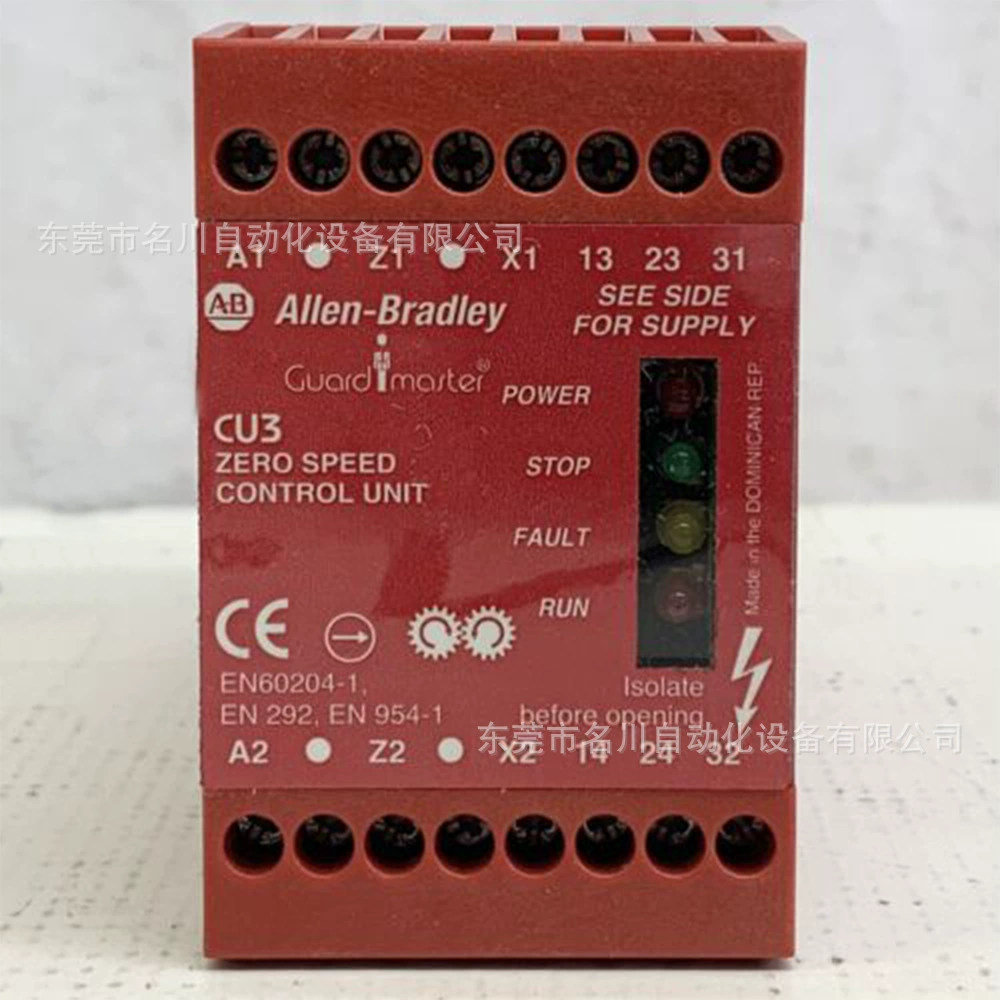 东莞市名川自动化设备有限公司
A1 Z1 X1 13 23 31
A-B Allen-Bradley
SEE SIDE
FOR SUPPLY
Guardmaster®
POWER
CU3
ZERO SPEED
CONTROL UNIT
STOP
FAULT
RUN
Made in the DOMINICAN REP.
CE
EN60204-1,
EN 292, EN 954-1
Isolate
before opening
东莞市名川自动化设备有限公司
A2 Z2 X2 14 24 32